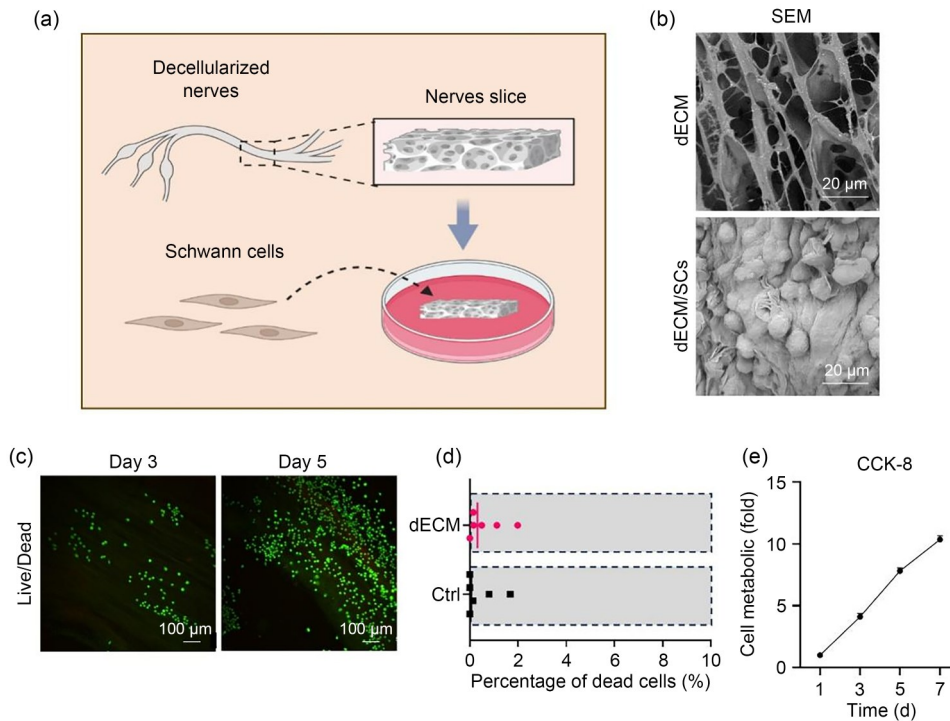 (a)
Decellularized
nerves
Nerves slice
Schwann cells
(b)
SEM
dECM
20 μm
dECM/SCs
20 μm
(c)
Day 3
Day 5
Live/Dead
100 μm
100 μm
(d)
dECM
Ctrl
0 2 4 6 8 10
Percentage of dead cells (%)
(e)
CCK-8
Cell metabolic (fold)
15
10
5
0
1 3 5 7
Time (d)